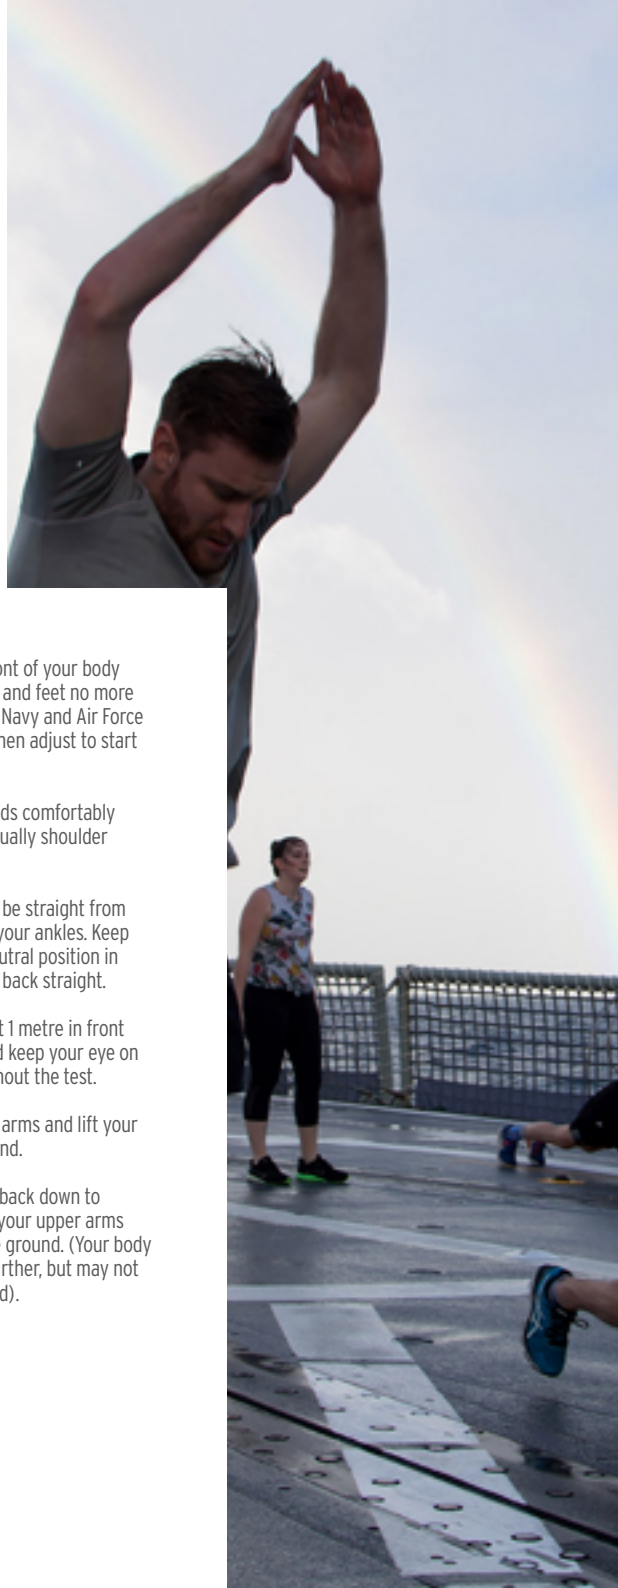 ont of your body
and feet no more
Navy and Air Force
hen adjust to start
ds comfortably
ually shoulder
be straight from
your ankles. Keep
utral position in
back straight.
t 1 metre in front
d keep your eye on
hout the test.
arms and lift your
nd.
back down to
your upper arms
ground. (Your body
rther, but may not
d).